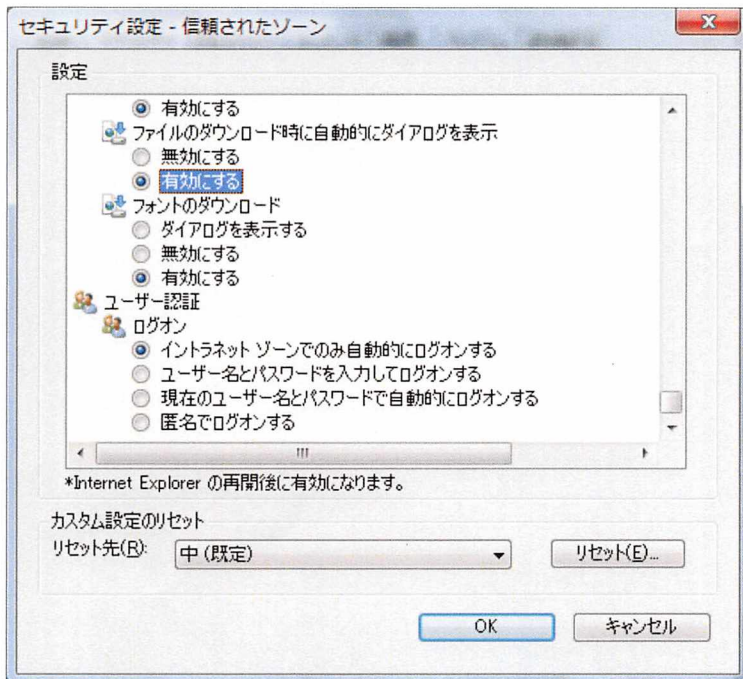 セキュリティ設定 - 信頼されたゾーン
設定
有効にする
ファイルのダウンロード時に自動的にダイアログを表示
無効にする
有効にする
フォントのダウンロード
ダイアログを表示する
無効にする
有効にする
ユーザー認証
ログオン
イントラネット ゾーンでのみ自動的にログオンする
ユーザー名とパスワードを入力してログオンする
現在のユーザー名とパスワードで自動的にログオンする
匿名でログオンする
*Internet Explorer の再開後に有効になります。
カスタム設定のリセット
リセット先(R):
中 (既定)
リセット(E)...
OK
キャンセル